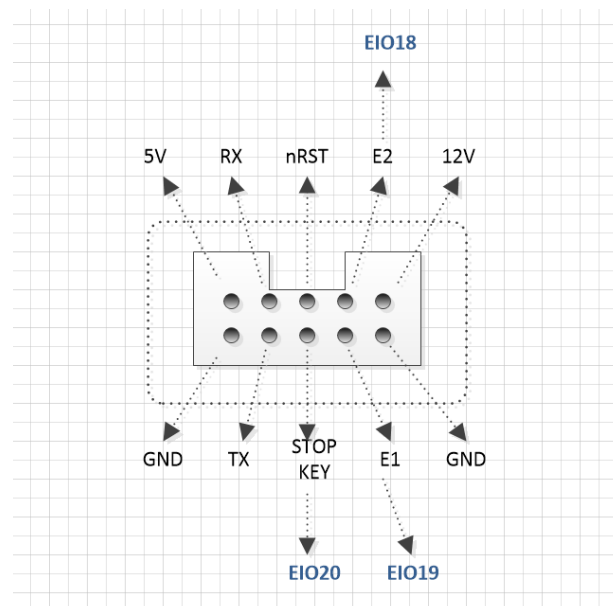 EIO18
5V RX nRST E2 12V
GND TX STOP KEY E1 GND
EIO20 EIO19